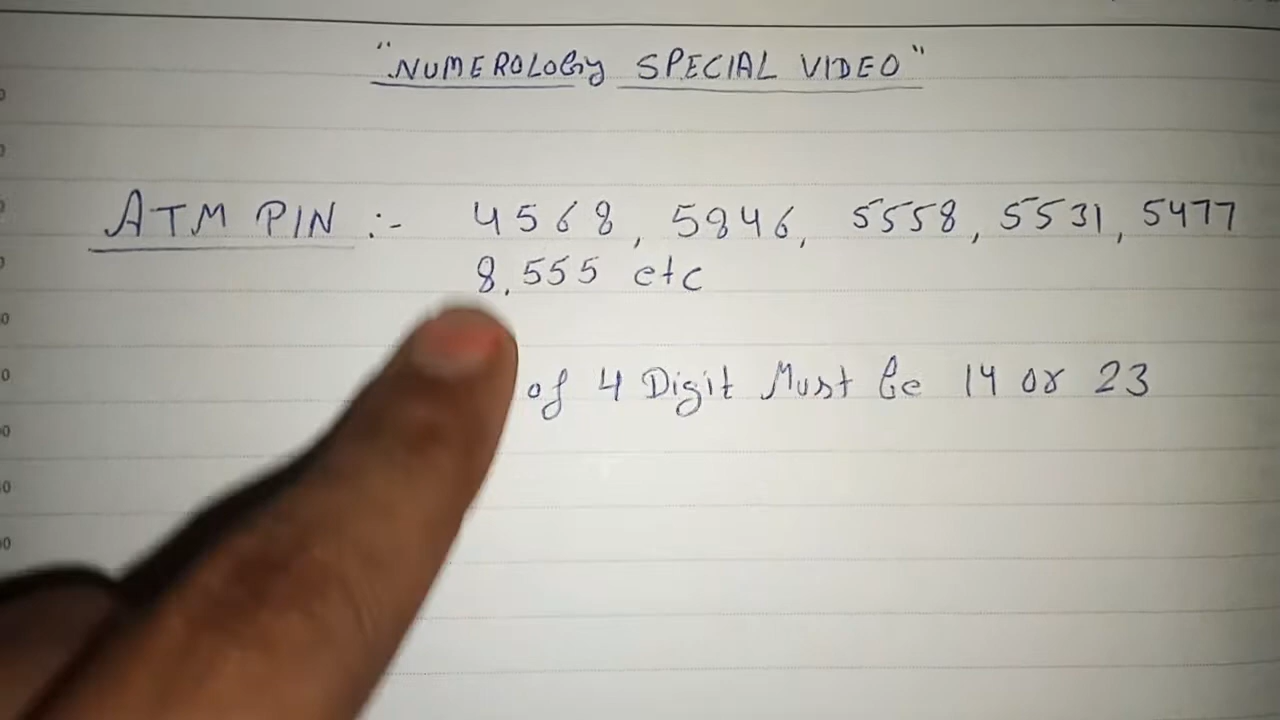 "NUMEROLOGY SPECIAL VIDEO"
ATM PIN :- 4568, 5846, 5558, 5531, 5477
8,555 etc
of 4 Digit Must be 14 or 23